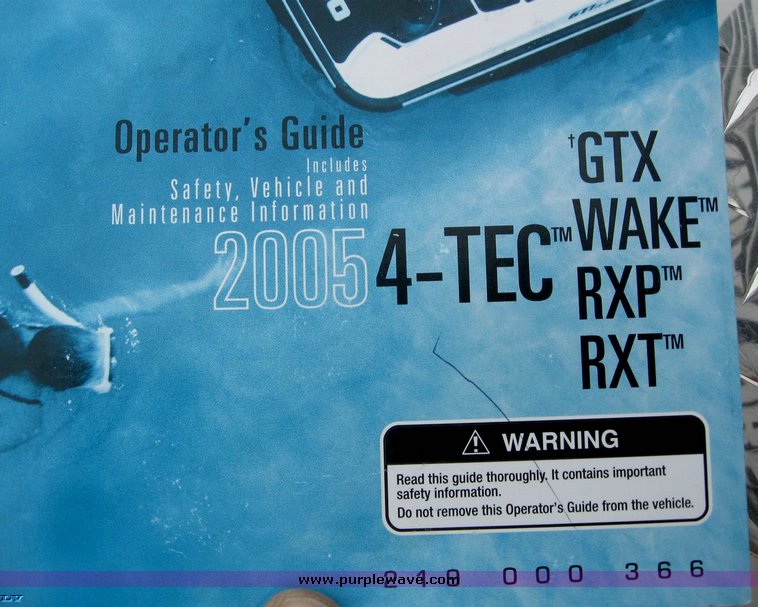 Operator's Guide
Includes
Safety, Vehicle and
Maintenance Information
2005 4-TEC™
†GTX
WAKE™
RXP™
RXT™
⚠ WARNING
Read this guide thoroughly. It contains important
safety information.
Do not remove this Operator's Guide from the vehicle.
219 000 366
www.purplewave.com